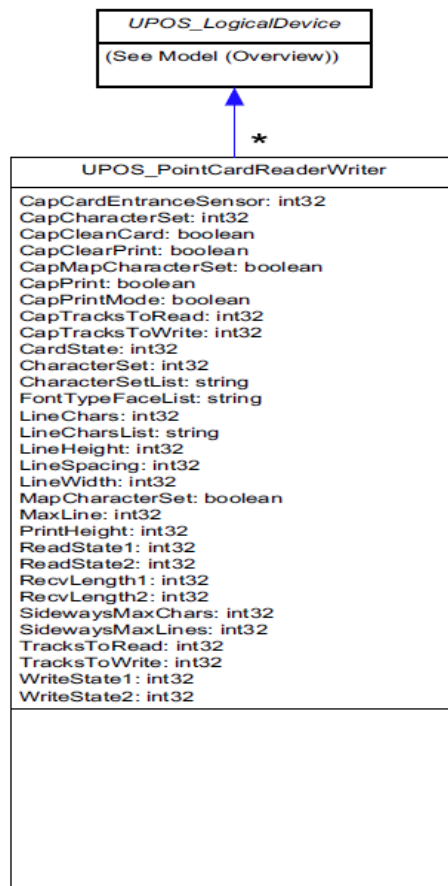 UPOS_LogicalDevice
(See Model (Overview))
*
UPOS_PointCardReaderWriter
CapCardEntranceSensor: int32
CapCharacterSet: int32
CapCleanCard: boolean
CapClearPrint: boolean
CapMapCharacterSet: boolean
CapPrint: boolean
CapPrintMode: boolean
CapTracksToRead: int32
CapTracksToWrite: int32
CardState: int32
CharacterSet: int32
CharacterSetList: string
FontTypeFaceList: string
LineChars: int32
LineCharsList: string
LineHeight: int32
LineSpacing: int32
LineWidth: int32
MapCharacterSet: boolean
MaxLine: int32
PrintHeight: int32
ReadState1: int32
ReadState2: int32
RecvLength1: int32
RecvLength2: int32
SidewaysMaxChars: int32
SidewaysMaxLines: int32
TracksToRead: int32
TracksToWrite: int32
WriteState1: int32
WriteState2: int32